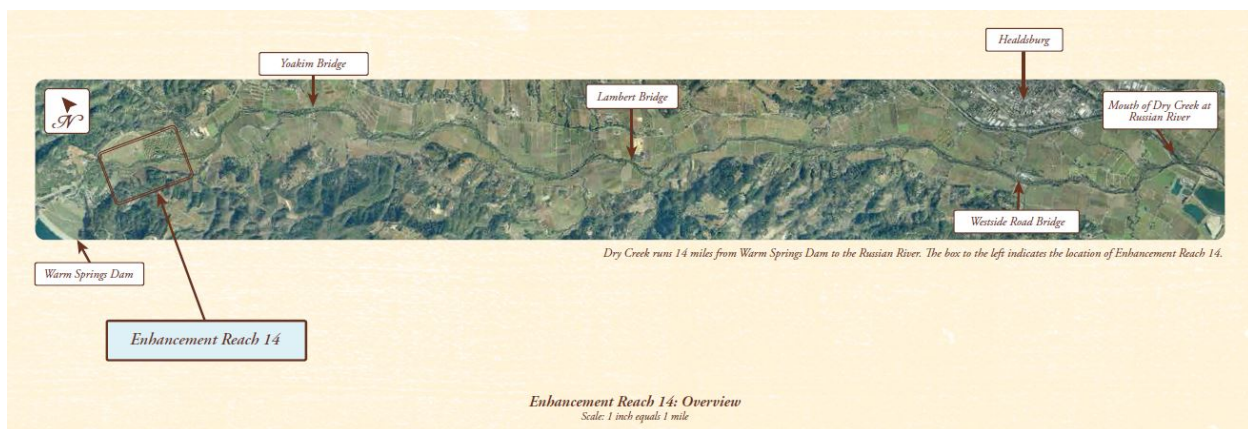 Healdsburg
Yoakim Bridge
Lambert Bridge
Mouth of Dry Creek at
Russian River
N
Westside Road Bridge
Dry Creek runs 14 miles from Warm Springs Dam to the Russian River. The box to the left indicates the location of Enhancement Reach 14.
Warm Springs Dam
Enhancement Reach 14
Enhancement Reach 14: Overview
Scale: 1 inch equals 1 mile